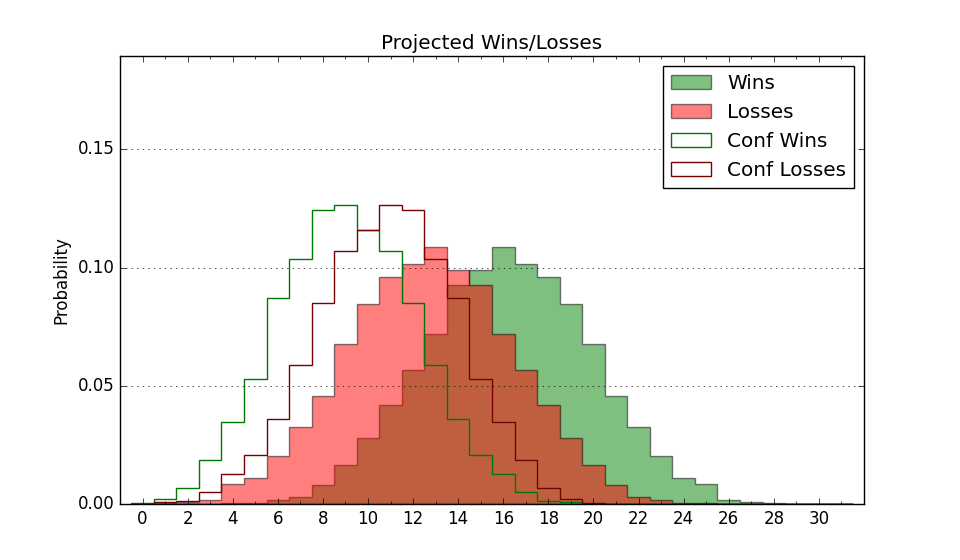 Projected Wins/Losses
Wins
Losses
Conf Wins
Conf Losses
Probability
0.15
0.10
0.05
0.00
0 2 4 6 8 10 12 14 16 18 20 22 24 26 28 30